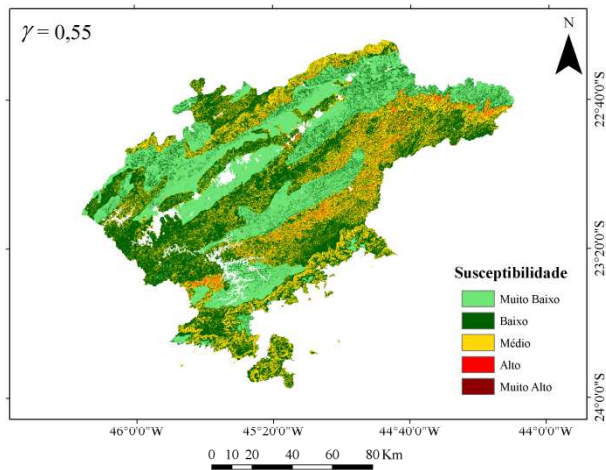 γ = 0,55
N
22°40'0"S
23°20'0"S
24°0'0"S
Susceptibilidade
Muito Baixo
Baixo
Médio
Alto
Muito Alto
46°0'0"W
45°20'0"W
44°40'0"W
44°0'0"W
0 10 20 40 60 80 Km